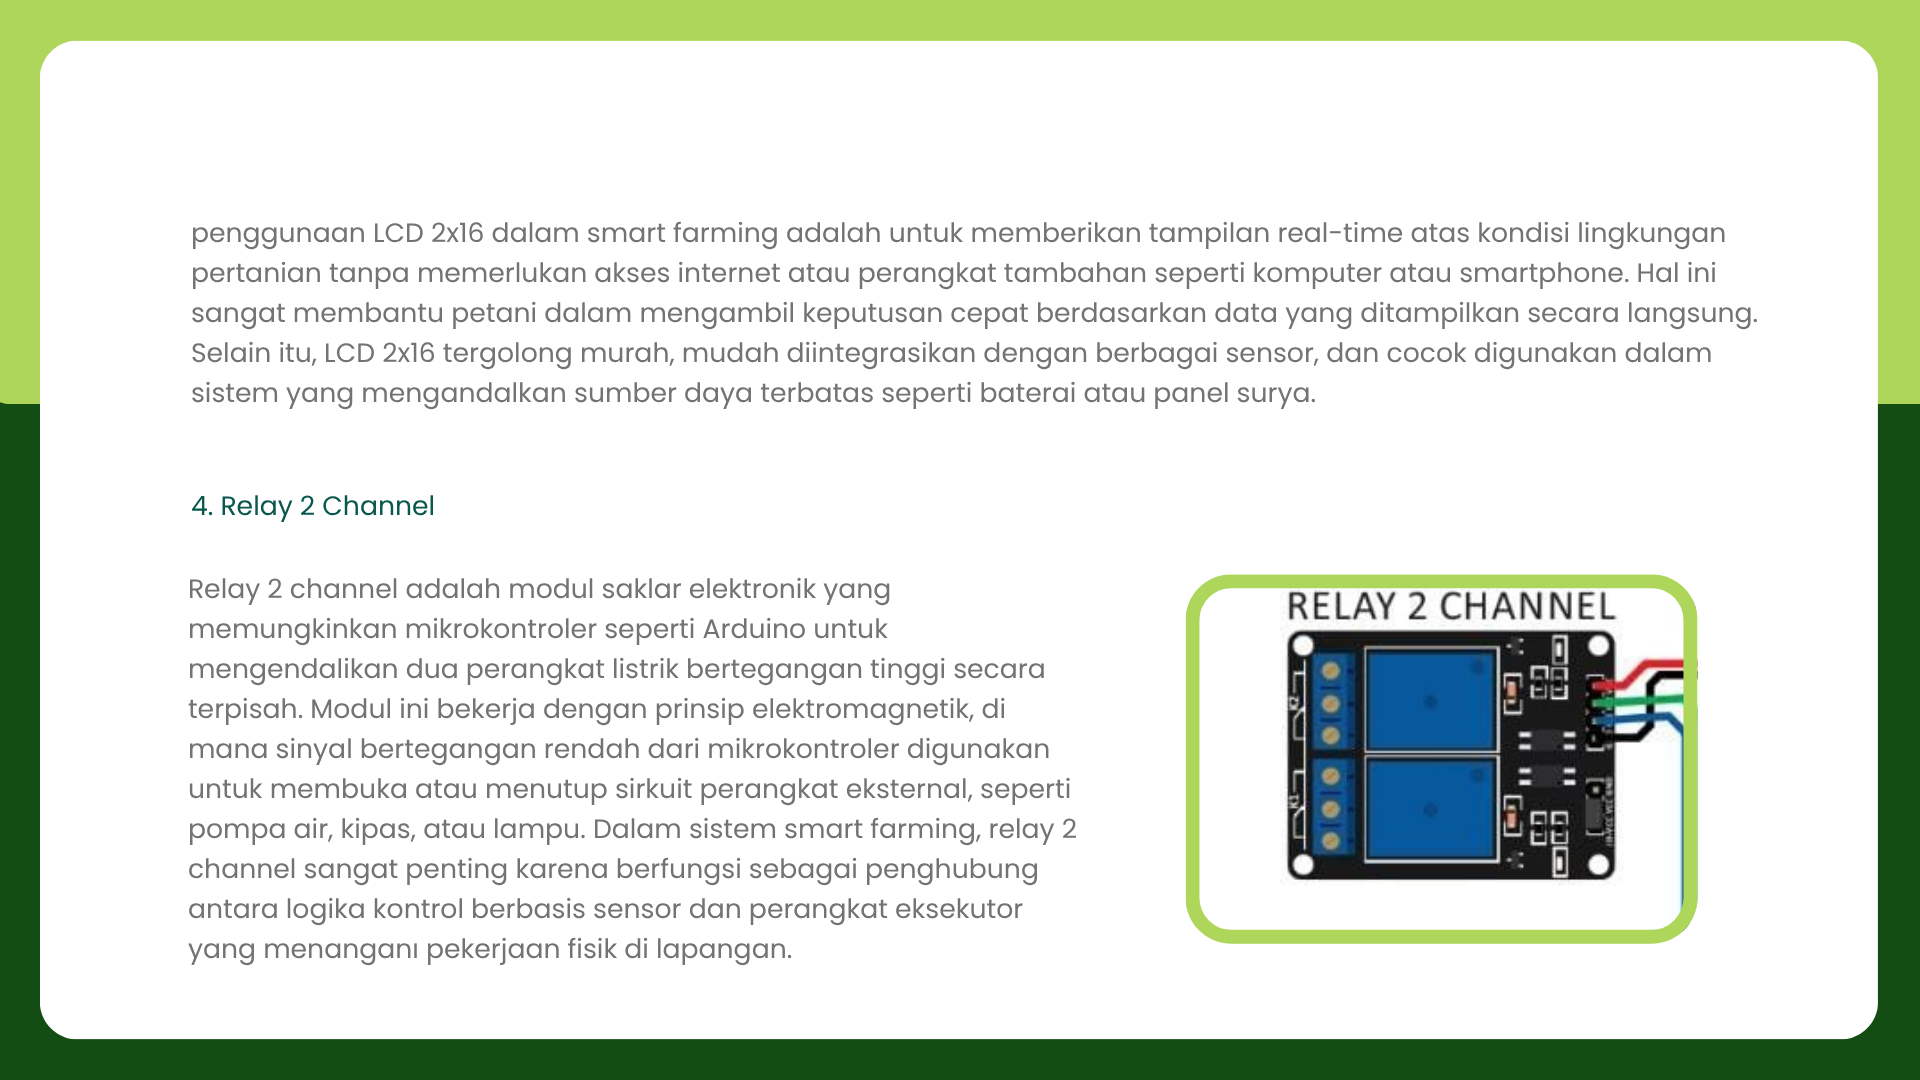 penggunaan LCD 2x16 dalam smart farming adalah untuk memberikan tampilan real-time atas kondisi lingkungan
pertanian tanpa memerlukan akses internet atau perangkat tambahan seperti komputer atau smartphone. Hal ini
sangat membantu petani dalam mengambil keputusan cepat berdasarkan data yang ditampilkan secara langsung.
Selain itu, LCD 2x16 tergolong murah, mudah diintegrasikan dengan berbagai sensor, dan cocok digunakan dalam
sistem yang mengandalkan sumber daya terbatas seperti baterai atau panel surya.
4. Relay 2 Channel
Relay 2 channel adalah modul saklar elektronik yang
memungkinkan mikrokontroler seperti Arduino untuk
mengendalikan dua perangkat listrik bertegangan tinggi secara
terpisah. Modul ini bekerja dengan prinsip elektromagnetik, di
mana sinyal bertegangan rendah dari mikrokontroler digunakan
untuk membuka atau menutup sirkuit perangkat eksternal, seperti
pompa air, kipas, atau lampu. Dalam sistem smart farming, relay 2
channel sangat penting karena berfungsi sebagai penghubung
antara logika kontrol berbasis sensor dan perangkat eksekutor
yang menanganı pekerjaan fisik di lapangan.
RELAY 2 CHANNEL
K2
K1